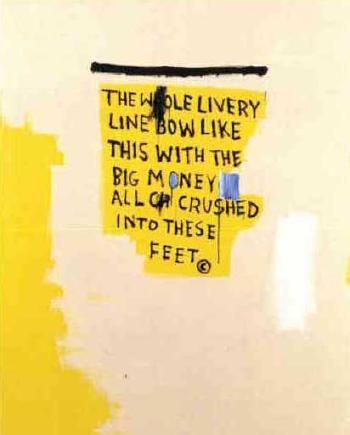 THE WHOLE LIVERY
LINE BOW LIKE
THIS WITH THE
BIG MONEY
ALL CRUSHED
INTO THESE
FEET ©